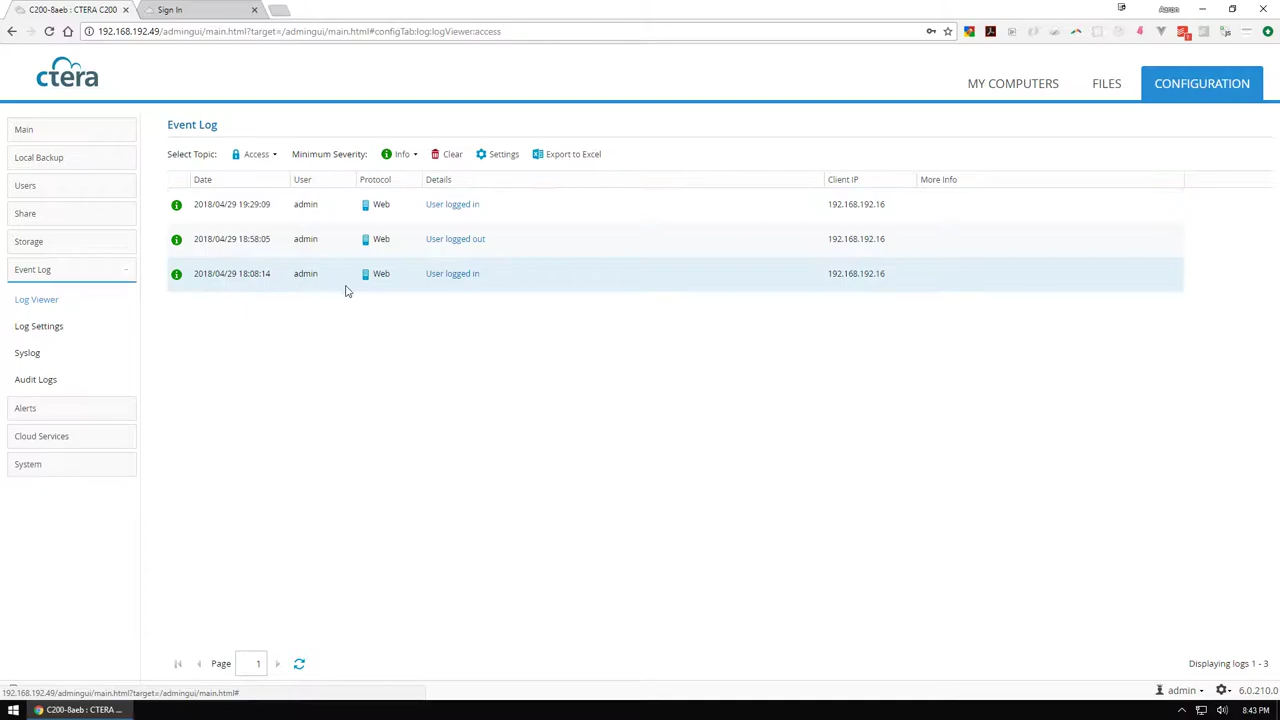 C200-8aeb : CTERA C200
Sign In
Aaron
192.168.192.49/admingui/main.html?target=/admingui/main.html#configTab:log:logViewer:access
ctera
MY COMPUTERS
FILES
CONFIGURATION
Main
Local Backup
Users
Share
Storage
Event Log
Log Viewer
Log Settings
Syslog
Audit Logs
Alerts
Cloud Services
System
Event Log
Select Topic: Access Minimum Severity: Info Clear Settings Export to Excel
Date User Protocol Details Client IP More Info
2018/04/29 19:29:09 admin Web User logged in 192.168.192.16
2018/04/29 18:58:05 admin Web User logged out 192.168.192.16
2018/04/29 18:08:14 admin Web User logged in 192.168.192.16
Page 1
Displaying logs 1 - 3
192.168.192.49/admingui/main.html?target=/admingui/main.html#
admin 6.0.210.0
C200-8aeb : CTERA ...
8:43 PM